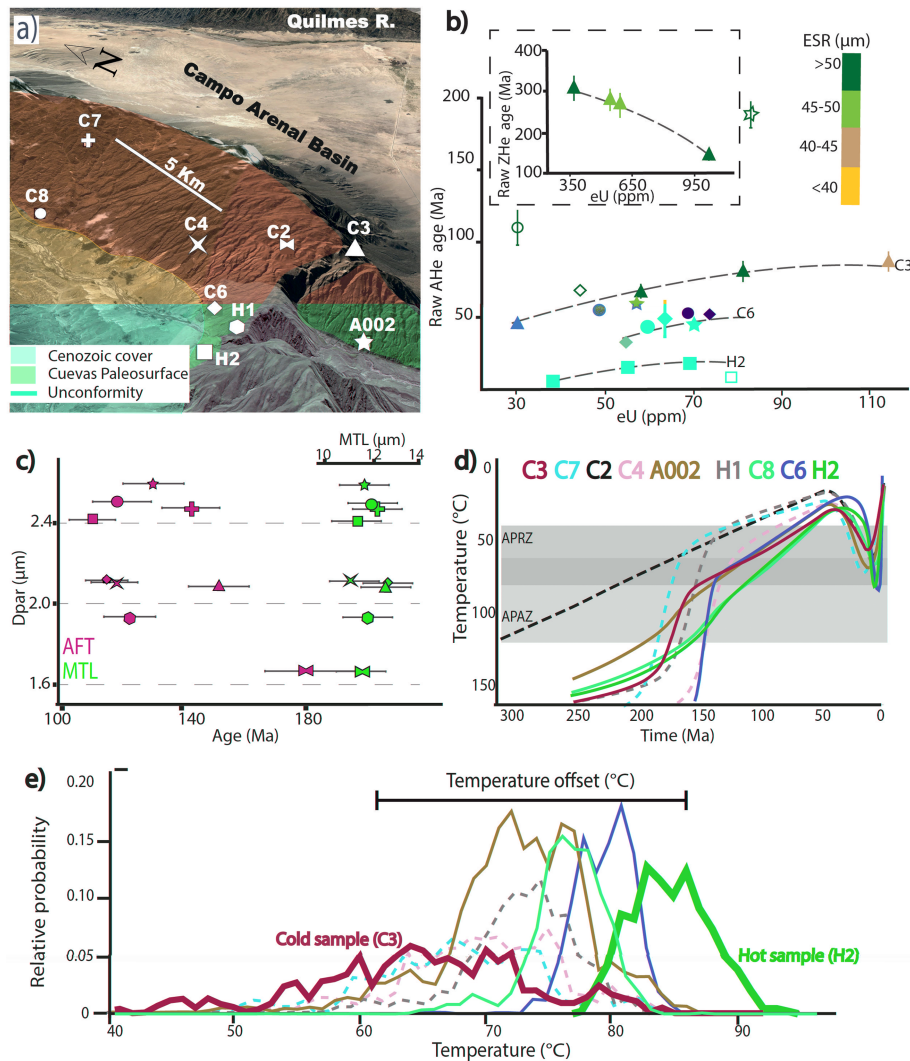 a)
Quilmes R.
N
Campo Arenal Basin
C7
5 Km
C8
C4
C2
C3
C6
H1
A002
H2
Cenozoic cover
Cuevas Paleosurface
Unconformity
b)
ESR (µm)
>50
45-50
40-45
<40
Raw AHe age (Ma)
200
150
100
50
30
50
70
90
110
eU (ppm)
Raw ZHe age (Ma)
400
300
200
100
350
650
950
eU (ppm)
C3
C6
H2
c)
MTL (µm)
10
12
14
Dpar (µm)
2.4
2.0
1.6
AFT
MTL
100
140
180
Age (Ma)
d)
C3 C7 C2 C4 A002 H1 C8 C6 H2
Temperature (°C)
0
50
100
150
APRZ
APAZ
300
250
200
150
100
50
0
Time (Ma)
e)
Temperature offset (°C)
Relative probability
0.20
0.15
0.10
0.05
0
Cold sample (C3)
Hot sample (H2)
40
50
60
70
80
90
Temperature (°C)